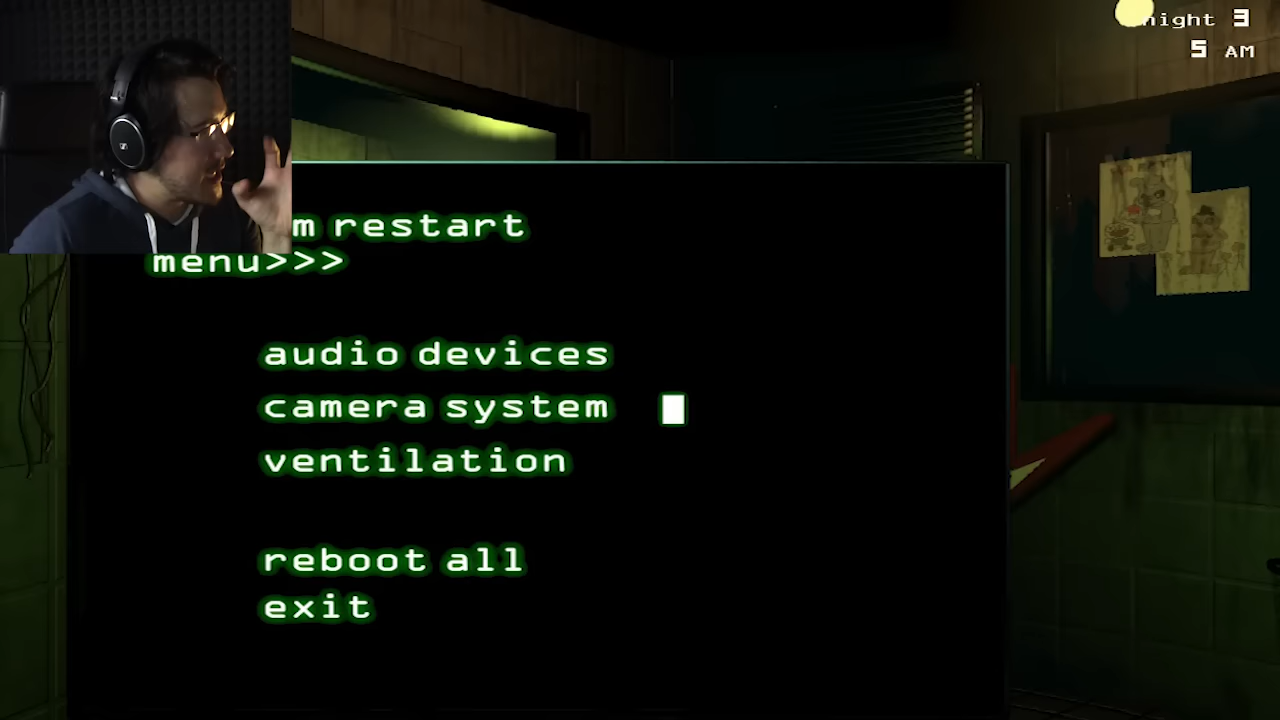 night 3
5 AM
m restart
menu>>>
audio devices
camera system
ventilation
reboot all
exit